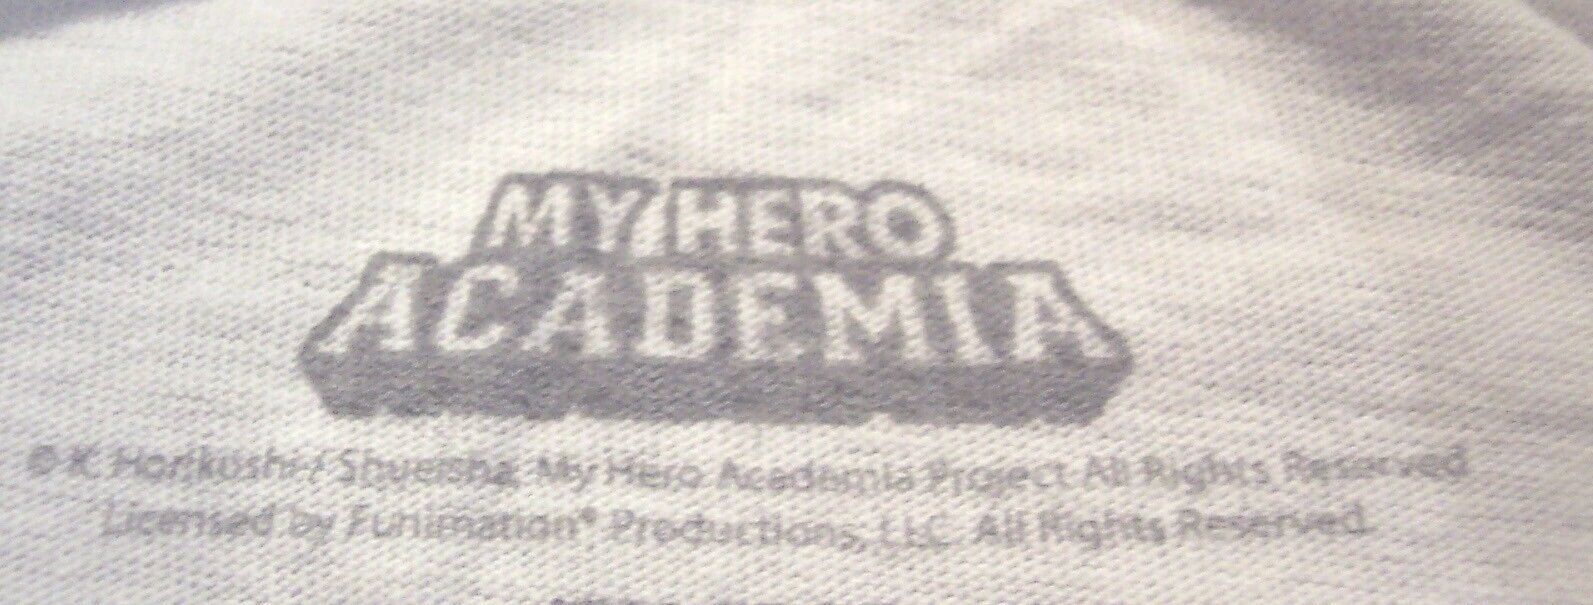 MY HERO
ACADEMIA
© K. Horikoshi / Shueisha, My Hero Academia Project All Rights Reserved
Licensed by Funimation® Productions, LLC. All Rights Reserved.